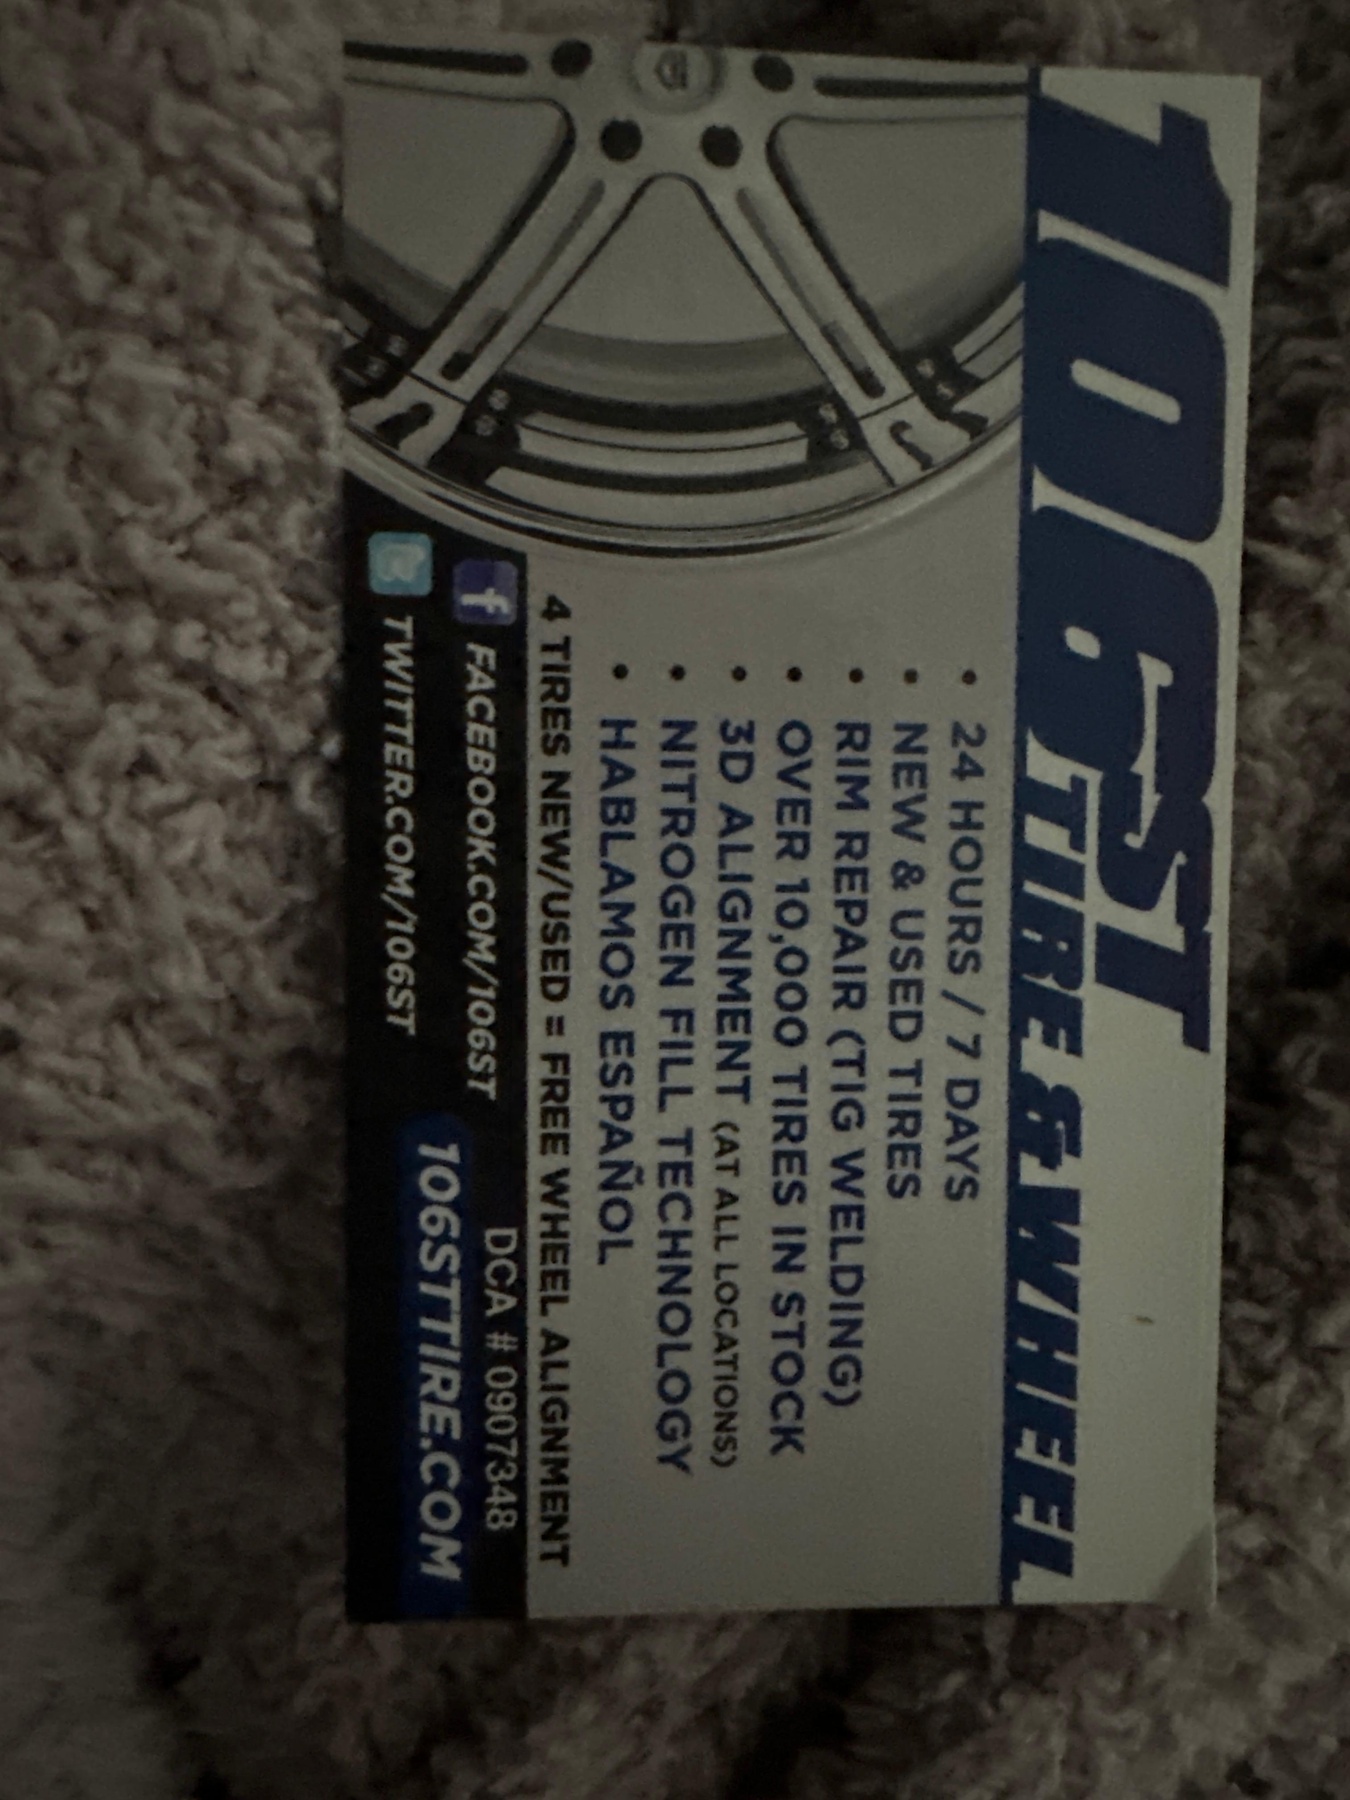 106 ST
TIRE & WHEEL
• 24 HOURS / 7 DAYS
• NEW & USED TIRES
• RIM REPAIR (TIG WELDING)
• OVER 10,000 TIRES IN STOCK
• 3D ALIGNMENT (AT ALL LOCATIONS)
• NITROGEN FILL TECHNOLOGY
• HABLAMOS ESPAÑOL
4 TIRES NEW/USED = FREE WHEEL ALIGNMENT
f FACEBOOK.COM/106ST
TWITTER.COM/106ST
DCA # 0907348
106STTIRE.COM